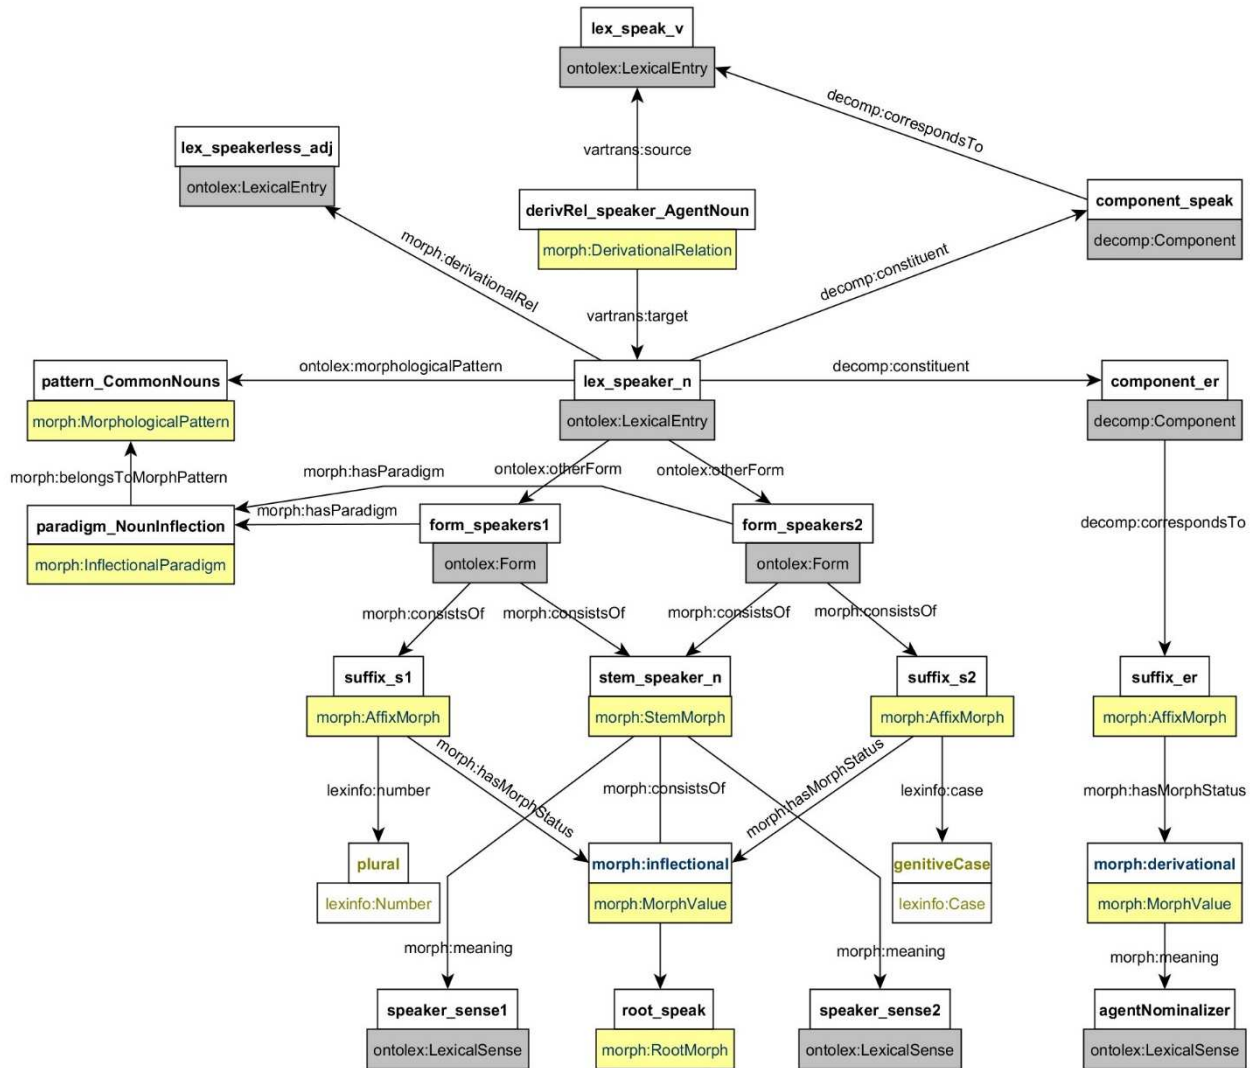 lex_speak_v
ontolex:LexicalEntry
decomp:correspondsTo
lex_speakerless_adj
ontolex:LexicalEntry
vartrans:source
component_speak
decomp:Component
derivRel_speaker_AgentNoun
morph:DerivationalRelation
morph:derivationalRel
decomp:constituent
vartrans:target
pattern_CommonNouns
morph:MorphologicalPattern
ontolex:morphologicalPattern
lex_speaker_n
ontolex:LexicalEntry
decomp:constituent
component_er
decomp:Component
morph:belongsToMorphPattern
morph:hasParadigm
ontolex:otherForm
ontolex:otherForm
paradigm_NounInflection
morph:InflectionalParadigm
morph:hasParadigm
form_speakers1
ontolex:Form
form_speakers2
ontolex:Form
decomp:correspondsTo
morph:consistsOf
morph:consistsOf
morph:consistsOf
morph:consistsOf
suffix_s1
morph:AffixMorph
stem_speaker_n
morph:StemMorph
suffix_s2
morph:AffixMorph
suffix_er
morph:AffixMorph
lexinfo:number
morph:hasMorphStatus
morph:consistsOf
morph:hasMorphStatus
lexinfo:case
morph:hasMorphStatus
plural
lexinfo:Number
morph:inflectional
morph:MorphValue
genitiveCase
lexinfo:Case
morph:derivational
morph:MorphValue
morph:meaning
morph:meaning
morph:meaning
speaker_sense1
ontolex:LexicalSense
root_speak
morph:RootMorph
speaker_sense2
ontolex:LexicalSense
agentNominalizer
ontolex:LexicalSense